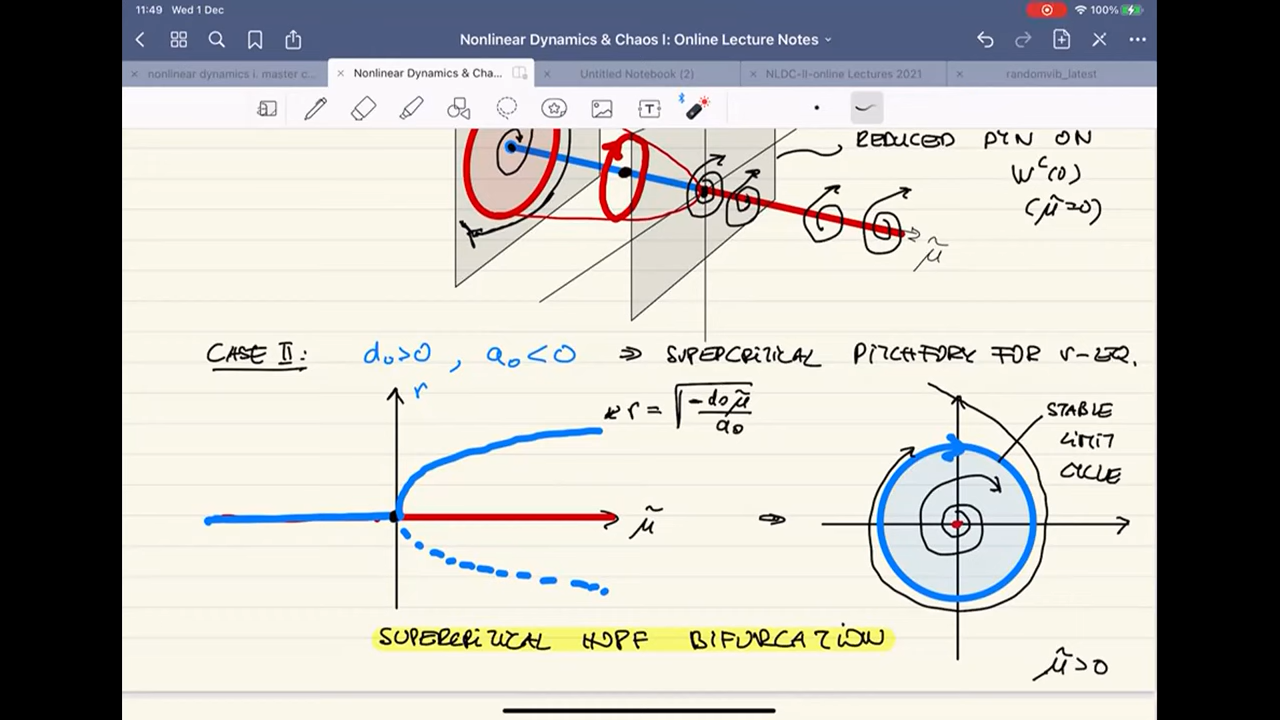 11:49 Wed 1 Dec
100%
Nonlinear Dynamics & Chaos I: Online Lecture Notes
nonlinear dynamics i. master c...
Nonlinear Dynamics & Cha...
Untitled Notebook (2)
NLDC-II-online Lectures 2021
randomvib_latest
REDUCED DYN ON
W^c(0)
(μ̃=0)
μ̃
CASE II: d₀>0 , a₀<0 ⇒ SUPERCRITICAL PITCHFORK FOR r-EQ.
r
r = √(-d₀μ̃/a₀)
STABLE
LIMIT
CYCLE
μ̃
⇒
SUPERCRITICAL HOPF BIFURCATION
μ̃>0